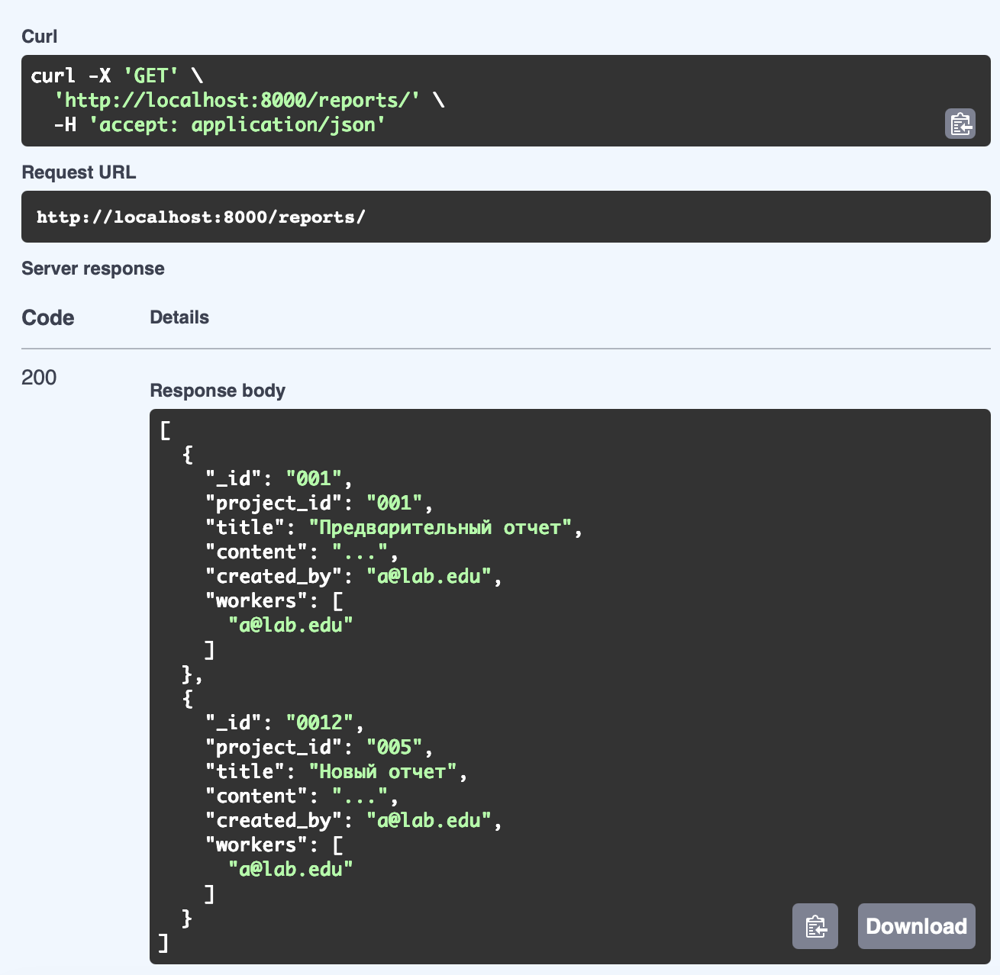 Curl
curl -X 'GET' \
  'http://localhost:8000/reports/' \
  -H 'accept: application/json'
Request URL
http://localhost:8000/reports/
Server response
Code Details
200
Response body
[
  {
    "_id": "001",
    "project_id": "001",
    "title": "Предварительный отчет",
    "content": "...",
    "created_by": "a@lab.edu",
    "workers": [
      "a@lab.edu"
    ]
  },
  {
    "_id": "0012",
    "project_id": "005",
    "title": "Новый отчет",
    "content": "...",
    "created_by": "a@lab.edu",
    "workers": [
      "a@lab.edu"
    ]
  }
]
Download